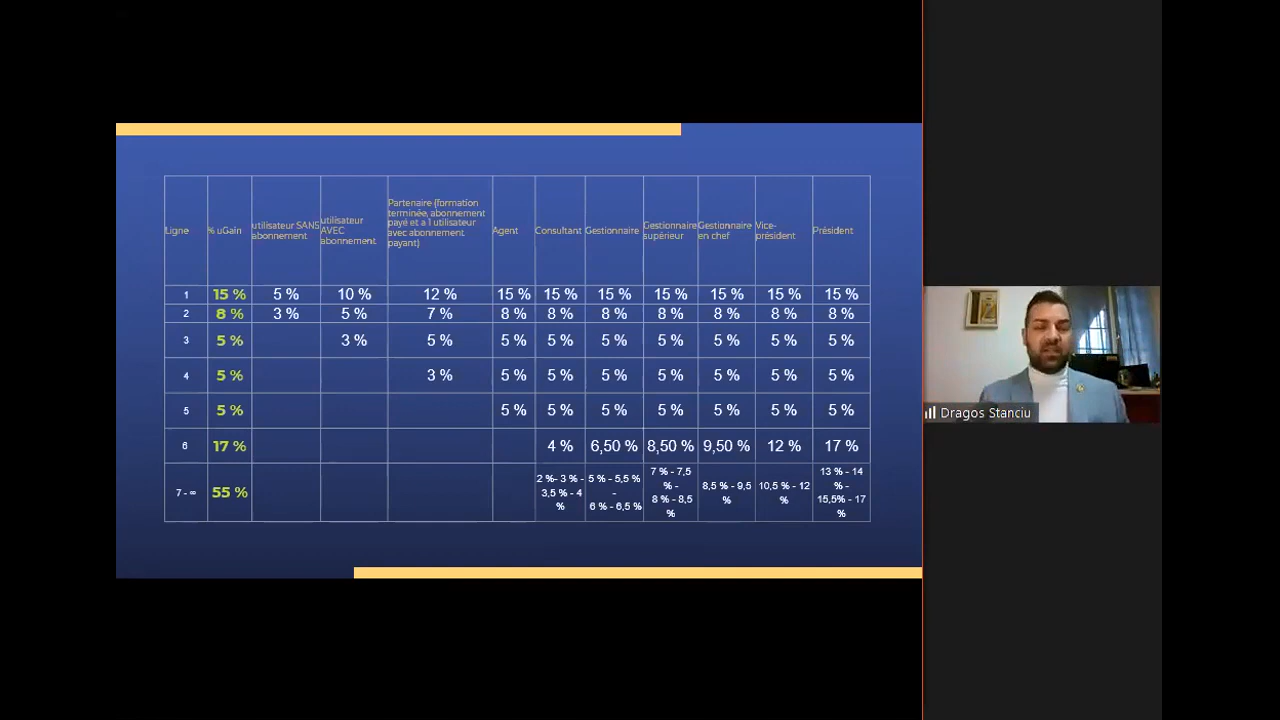 Ligne
% uGain
utilisateur SANS
abonnement
utilisateur
AVEC
abonnement
Partenaire (formation
terminée, abonnement
payé et a 1 utilisateur
avec abonnement
payant)
Agent
Consultant
Gestionnaire
Gestionnaire
supérieur
Gestionnaire
en chef
Vice-
président
Président
1 15 % 5 % 10 % 12 % 15 % 15 % 15 % 15 % 15 % 15 % 15 %
2 8 % 3 % 5 % 7 % 8 % 8 % 8 % 8 % 8 % 8 % 8 %
3 5 % 3 % 5 % 5 % 5 % 5 % 5 % 5 % 5 % 5 %
4 5 % 3 % 5 % 5 % 5 % 5 % 5 % 5 % 5 %
5 5 % 5 % 5 % 5 % 5 % 5 % 5 % 5 %
6 17 % 4 % 6,50 % 8,50 % 9,50 % 12 % 17 %
7 - ∞ 55 %
2 %- 3 % -
3,5 % - 4
%
5 % - 5,5 %
-
6 % - 6,5 %
7 % - 7,5
% -
8 % - 8,5
%
8,5 % - 9,5
%
10,5 % - 12
%
13 % - 14
% -
15,5% - 17
%
Dragos Stanciu